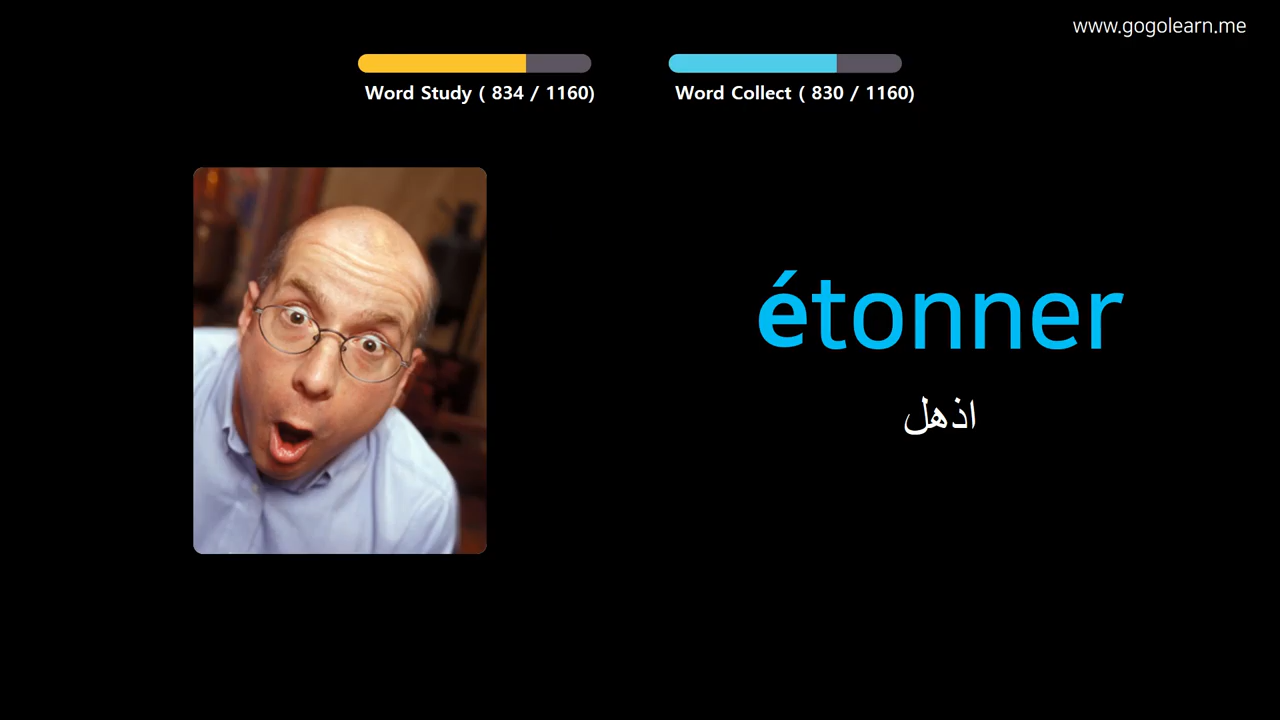 www.gogolearn.me
Word Study ( 834 / 1160)
Word Collect ( 830 / 1160)
étonner
اذهل